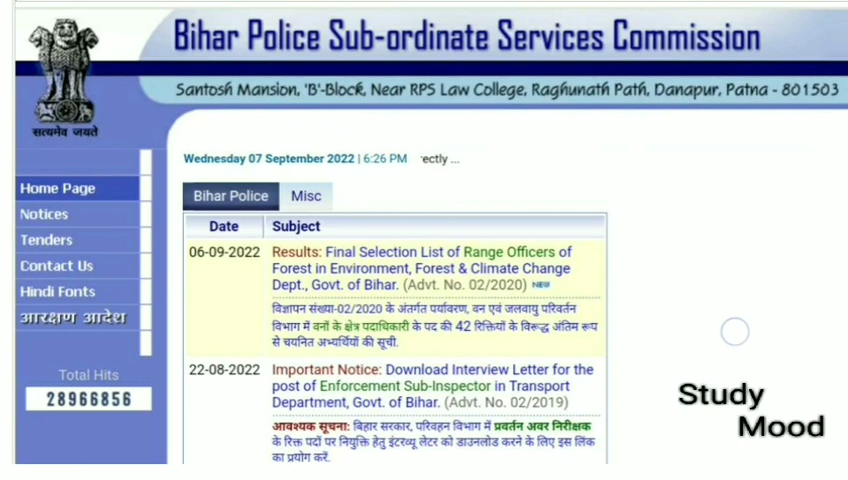 Bihar Police Sub-ordinate Services Commission
Santosh Mansion, 'B'-Block, Near RPS Law College, Raghunath Path, Danapur, Patna - 801503
सत्यमेव जयते
Wednesday 07 September 2022 | 6:26 PM ectly ...
Home Page
Notices
Tenders
Contact Us
Hindi Fonts
आरक्षण आदेश
Total Hits
28966856
Bihar Police Misc
Date Subject
06-09-2022 Results: Final Selection List of Range Officers of
Forest in Environment, Forest & Climate Change
Dept., Govt. of Bihar. (Advt. No. 02/2020) NEW
विज्ञापन संख्या-02/2020 के अंतर्गत पर्यावरण, वन एवं जलवायु परिवर्तन
विभाग में वनों के क्षेत्र पदाधिकारी के पद की 42 रिक्तियों के विरूद्ध अंतिम रूप
से चयनित अभ्यर्थियों की सूची.
22-08-2022 Important Notice: Download Interview Letter for the
post of Enforcement Sub-Inspector in Transport
Department, Govt. of Bihar. (Advt. No. 02/2019)
आवश्यक सूचना: बिहार सरकार, परिवहन विभाग में प्रवर्तन अवर निरीक्षक
के रिक्त पदों पर नियुक्ति हेतु इंटरव्यू लेटर को डाउनलोड करने के लिए इस लिंक
का प्रयोग करें.
Study
Mood